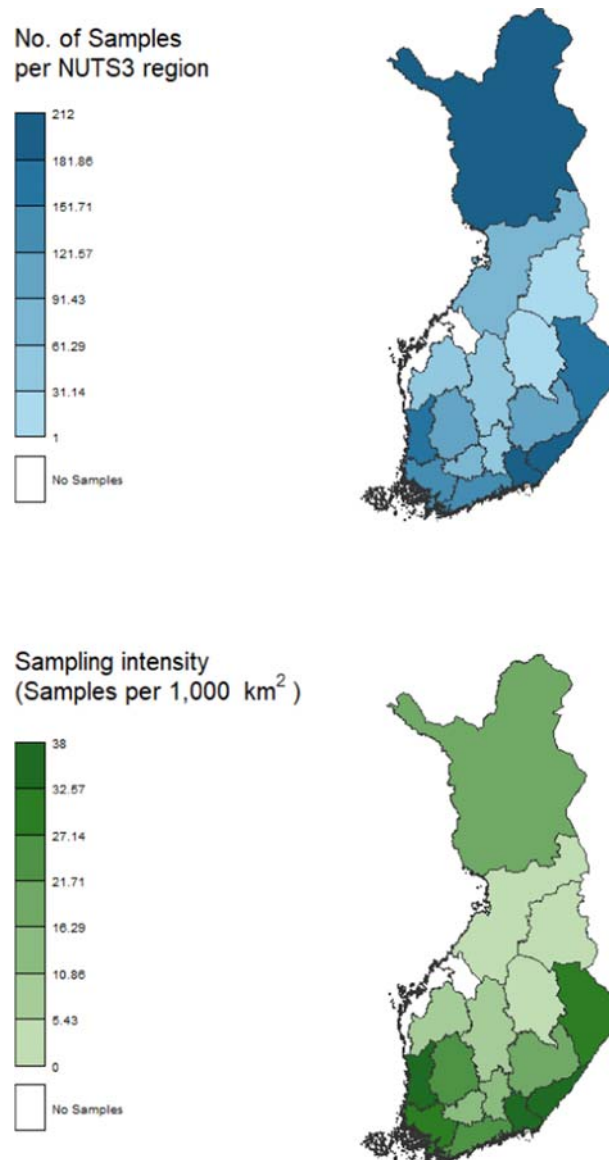 No. of Samples
per NUTS3 region
212
181.86
151.71
121.57
91.43
61.29
31.14
1
No Samples
Sampling intensity
(Samples per 1,000 km²)
38
32.57
27.14
21.71
16.29
10.86
5.43
0
No Samples